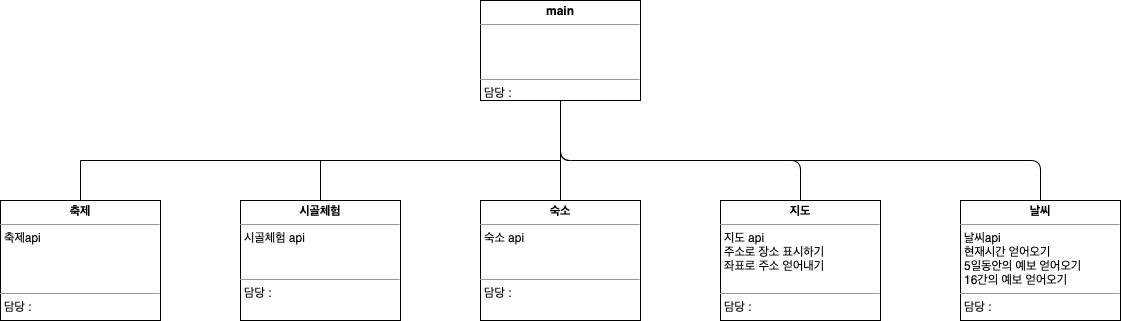 main
담당 :
축제
축제api
담당 :
시골체험
시골체험 api
담당 :
숙소
숙소 api
담당 :
지도
지도 api
주소로 장소 표시하기
좌표로 주소 얻어내기
담당 :
날씨
날씨api
현재시간 얻어오기
5일동안의 예보 얻어오기
16간의 예보 얻어오기
담당 :